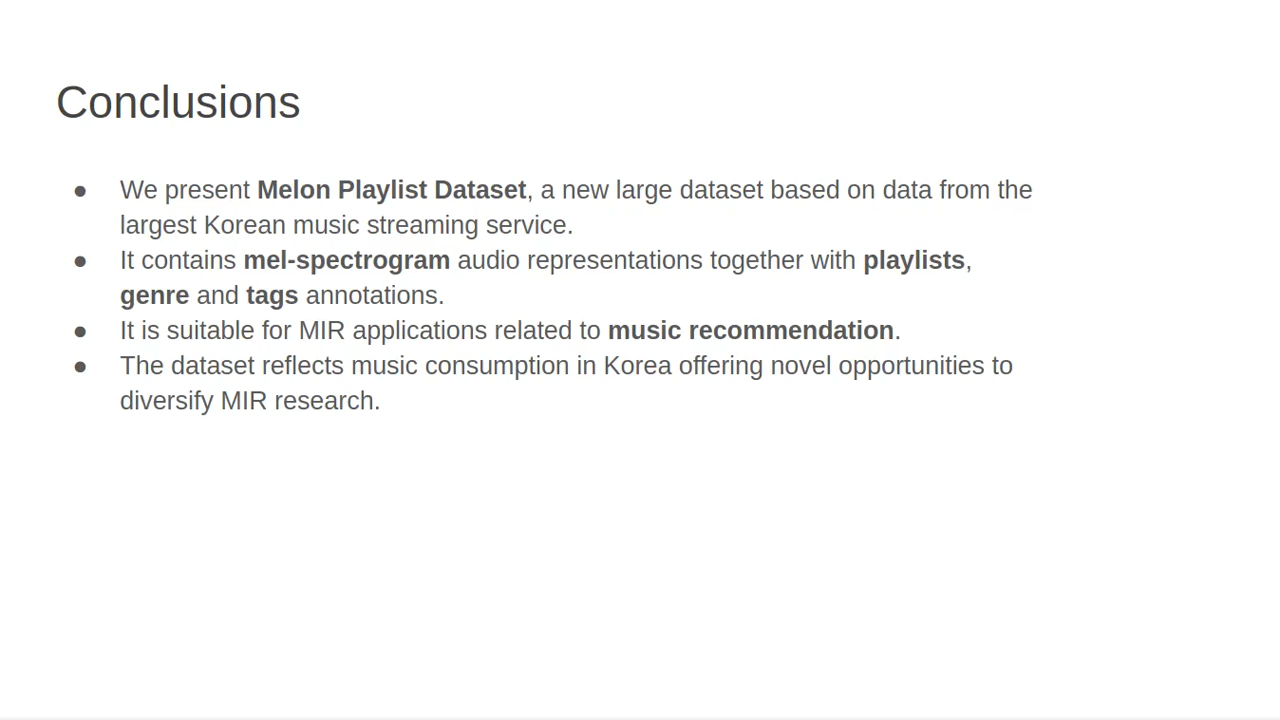 Conclusions
● We present Melon Playlist Dataset, a new large dataset based on data from the
largest Korean music streaming service.
● It contains mel-spectrogram audio representations together with playlists,
genre and tags annotations.
● It is suitable for MIR applications related to music recommendation.
● The dataset reflects music consumption in Korea offering novel opportunities to
diversify MIR research.